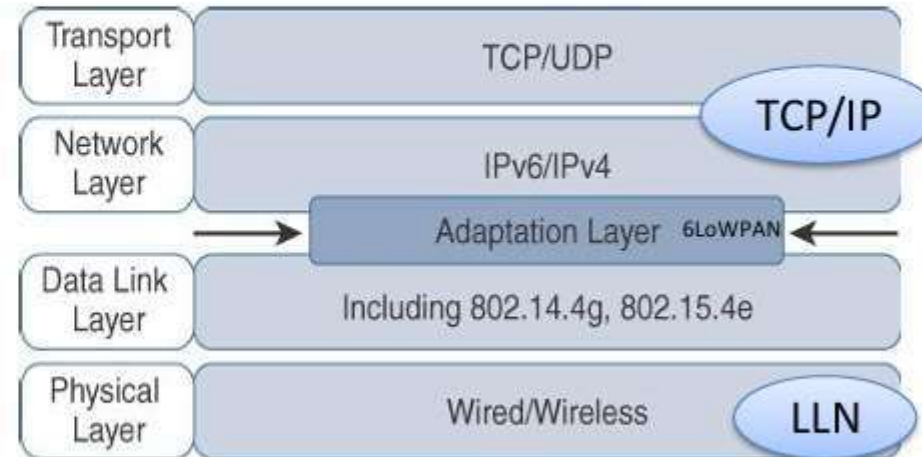 Transport
Layer
TCP/UDP
TCP/IP
Network
Layer
IPv6/IPv4
Adaptation Layer 6LoWPAN
Data Link
Layer
Including 802.14.4g, 802.15.4e
Physical
Layer
Wired/Wireless
LLN